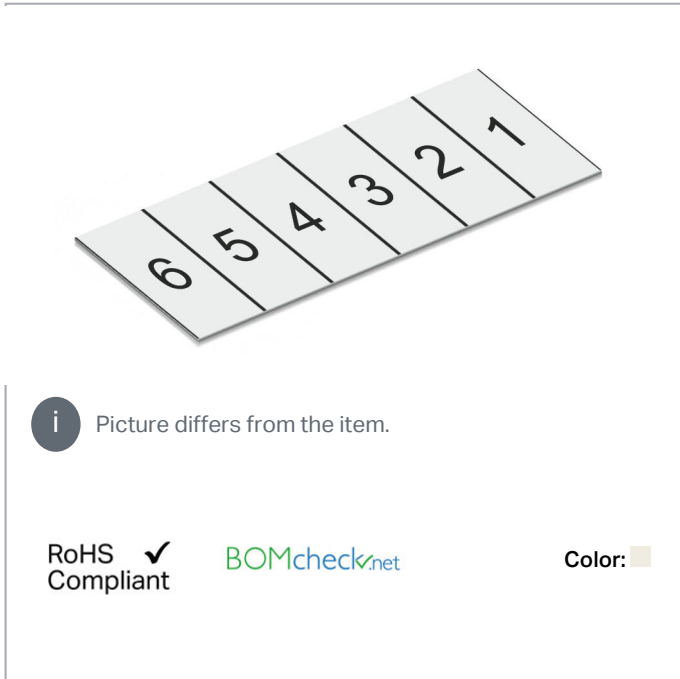 6 5 4 3 2 1
i Picture differs from the item.
RoHS ✓
Compliant
BOMcheck.net
Color: